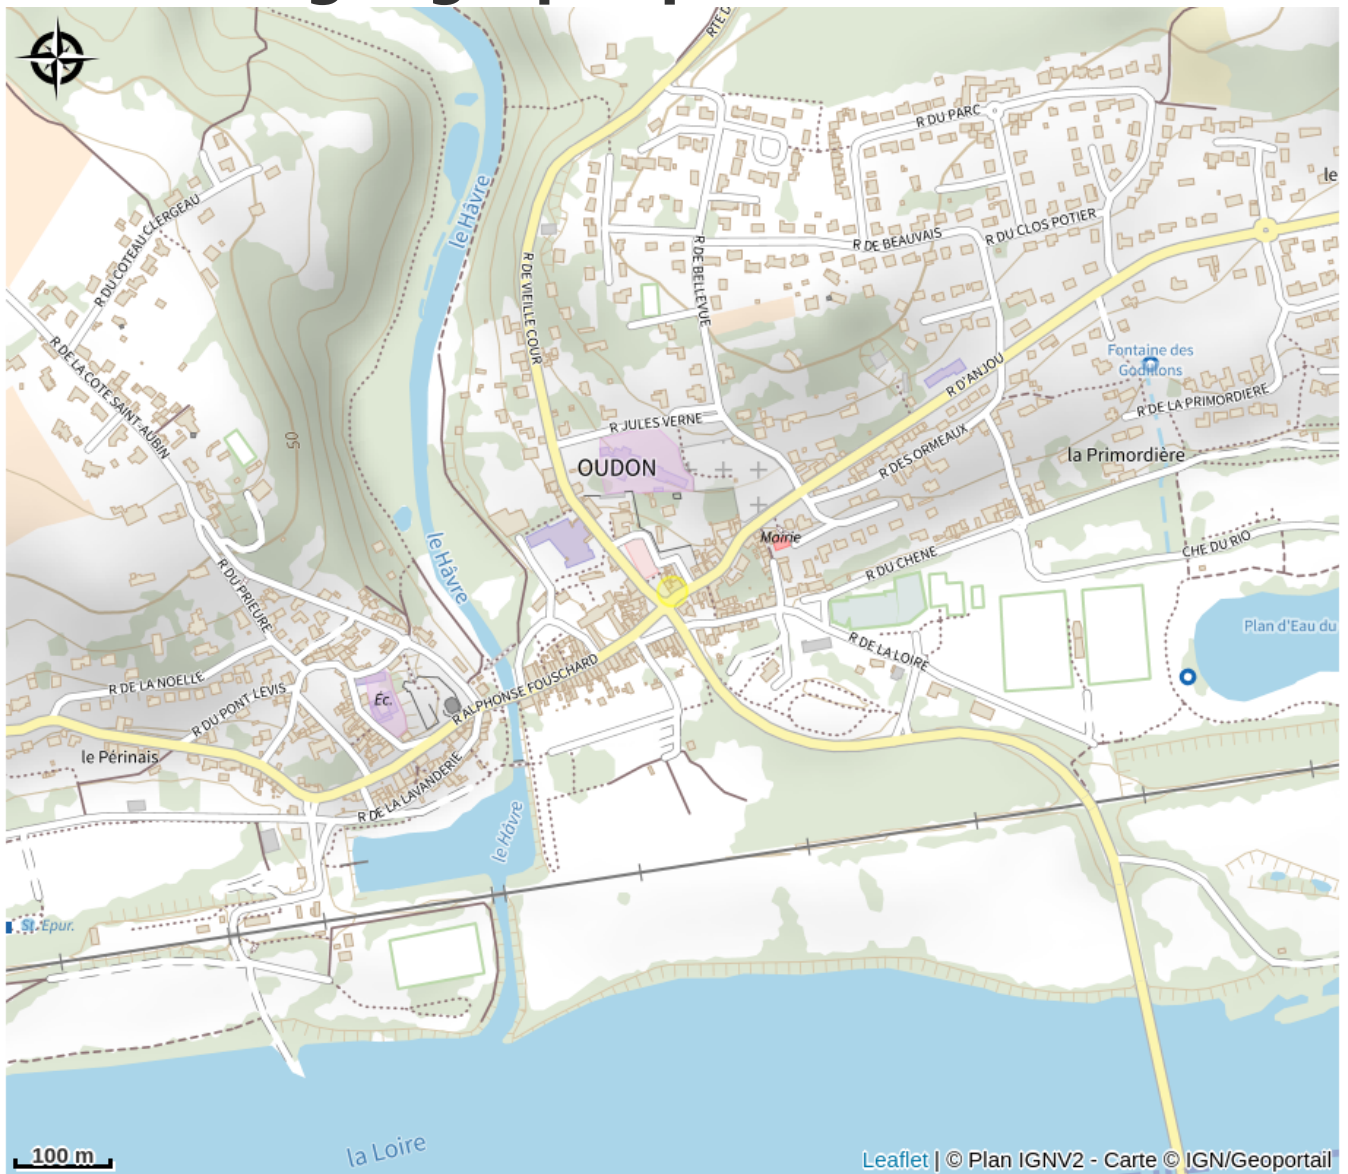 RTE D
R DU PARC
le
le Hâvre
R DU COTEAU CLERGEAU
R DE BEAUVAIS
R DU CLOS POTIER
R DE BELLEVUE
R DE VIEILLE COUR
Fontaine des
Godillons
R DE LA COTE SAINT-AUBIN
R D'ANJOU
R DE LA PRIMORDIERE
R JULES VERNE
50
OUDON
R DES ORMEAUX
la Primordière
Mairie
le Hâvre
R DU CHENE
CHE DU RIO
R DU PRIEURE
Plan d'Eau du
R DE LA LOIRE
R DE LA NOELLE
R DU PONT-LEVIS
Éc.
R ALPHONSE FOUSCHARD
le Périnais
R DE LA LAVANDERIE
le Hâvre
St. Epur.
la Loire
100 m
Leaflet | © Plan IGNV2 - Carte © IGN/Geoportail